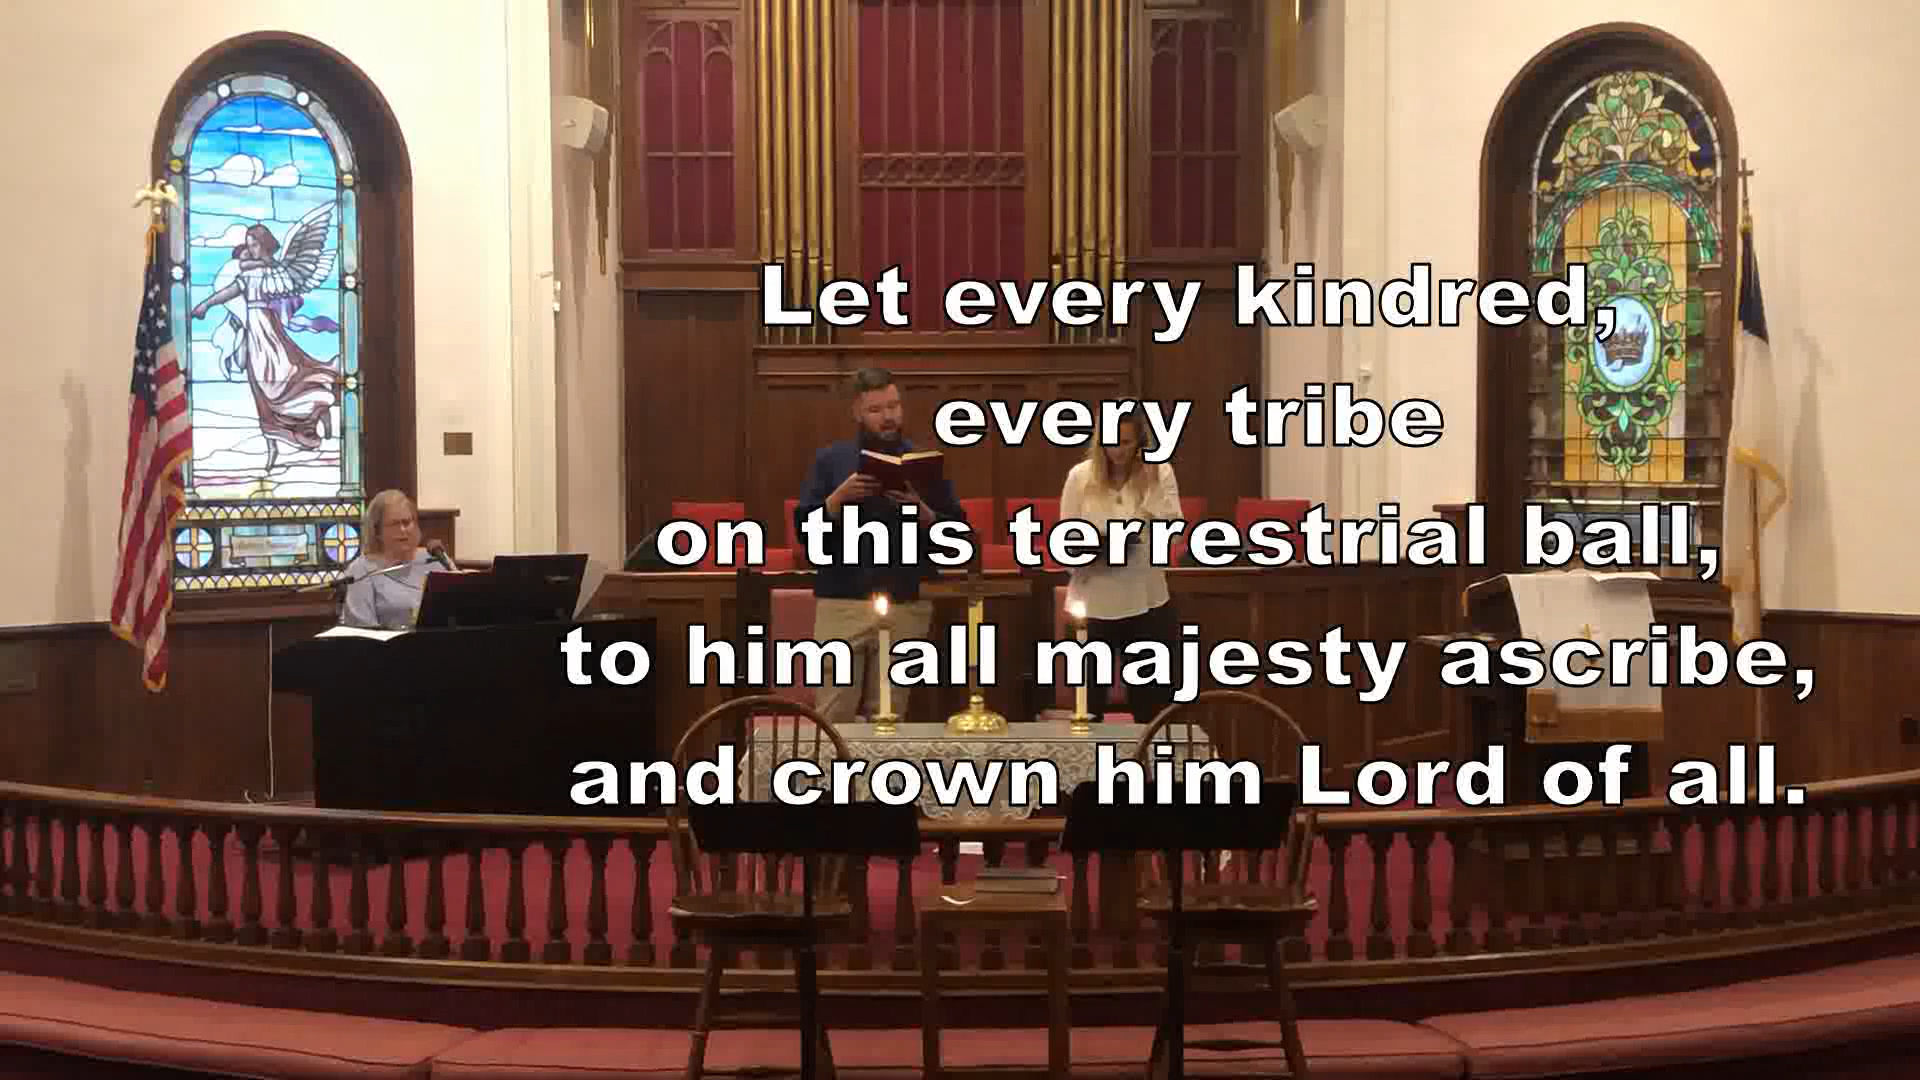 Let every kindred,
every tribe
on this terrestrial ball,
to him all majesty ascribe,
and crown him Lord of all.